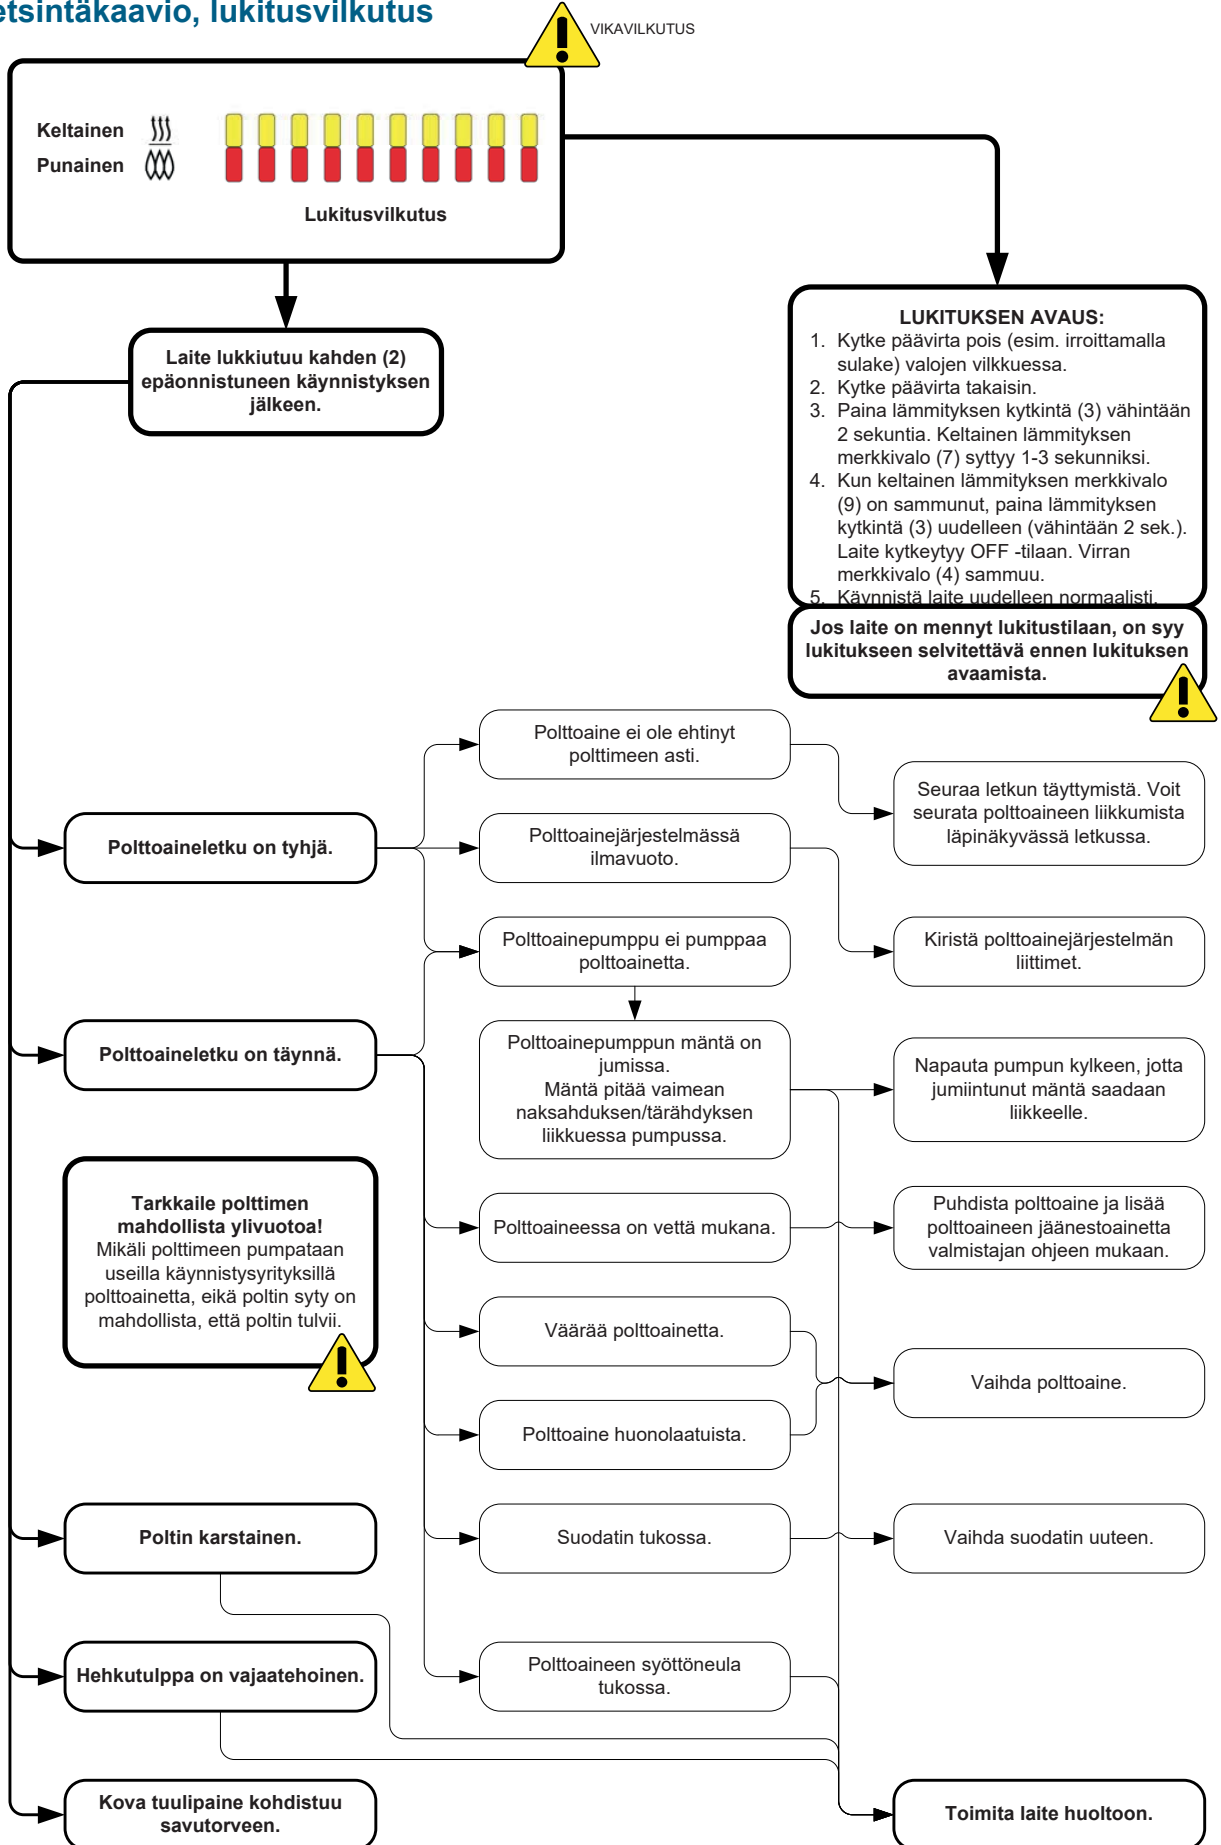 etsintäkaavio, lukitusvilkutus
VIKAVILKUTUS
Keltainen
Punainen
Lukitusvilkutus
Laite lukkiutuu kahden (2)
epäonnistuneen käynnistyksen
jälkeen.
LUKITUKSEN AVAUS:
1. Kytke päävirta pois (esim. irroittamalla
sulake) valojen vilkkuessa.
2. Kytke päävirta takaisin.
3. Paina lämmityksen kytkintä (3) vähintään
2 sekuntia. Keltainen lämmityksen
merkkivalo (7) syttyy 1-3 sekunniksi.
4. Kun keltainen lämmityksen merkkivalo
(9) on sammunut, paina lämmityksen
kytkintä (3) uudelleen (vähintään 2 sek.).
Laite kytkeytyy OFF -tilaan. Virran
merkkivalo (4) sammuu.
5. Käynnistä laite uudelleen normaalisti.
Jos laite on mennyt lukitustilaan, on syy
lukitukseen selvitettävä ennen lukituksen
avaamista.
Polttoaine ei ole ehtinyt
polttimeen asti.
Seuraa letkun täyttymistä. Voit
seurata polttoaineen liikkumista
läpinäkyvässä letkussa.
Polttoaineletku on tyhjä.
Polttoainejärjestelmässä
ilmavuoto.
Polttoainepumppu ei pumppaa
polttoainetta.
Kiristä polttoainejärjestelmän
liittimet.
Polttoaineletku on täynnä.
Polttoainepumppun mäntä on
jumissa.
Mäntä pitää vaimean
naksahduksen/tärähdyksen
liikkuessa pumpussa.
Napauta pumpun kylkeen, jotta
jumiintunut mäntä saadaan
liikkeelle.
Tarkkaile polttimen
mahdollista ylivuotoa!
Mikäli polttimeen pumpataan
useilla käynnistysyrityksillä
polttoainetta, eikä poltin syty on
mahdollista, että poltin tulvii.
Polttoaineessa on vettä mukana.
Puhdista polttoaine ja lisää
polttoaineen jäänestoainetta
valmistajan ohjeen mukaan.
Väärää polttoainetta.
Vaihda polttoaine.
Polttoaine huonolaatuista.
Poltin karstainen.
Suodatin tukossa.
Vaihda suodatin uuteen.
Hehkutulppa on vajaatehoinen.
Polttoaineen syöttöneula
tukossa.
Kova tuulipaine kohdistuu
savutorveen.
Toimita laite huoltoon.